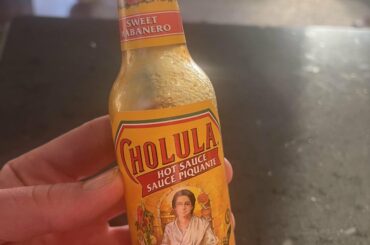 SWEET
HABANERO
CHOLULA
HOT SAUCE
SAUCE PIQUANTE